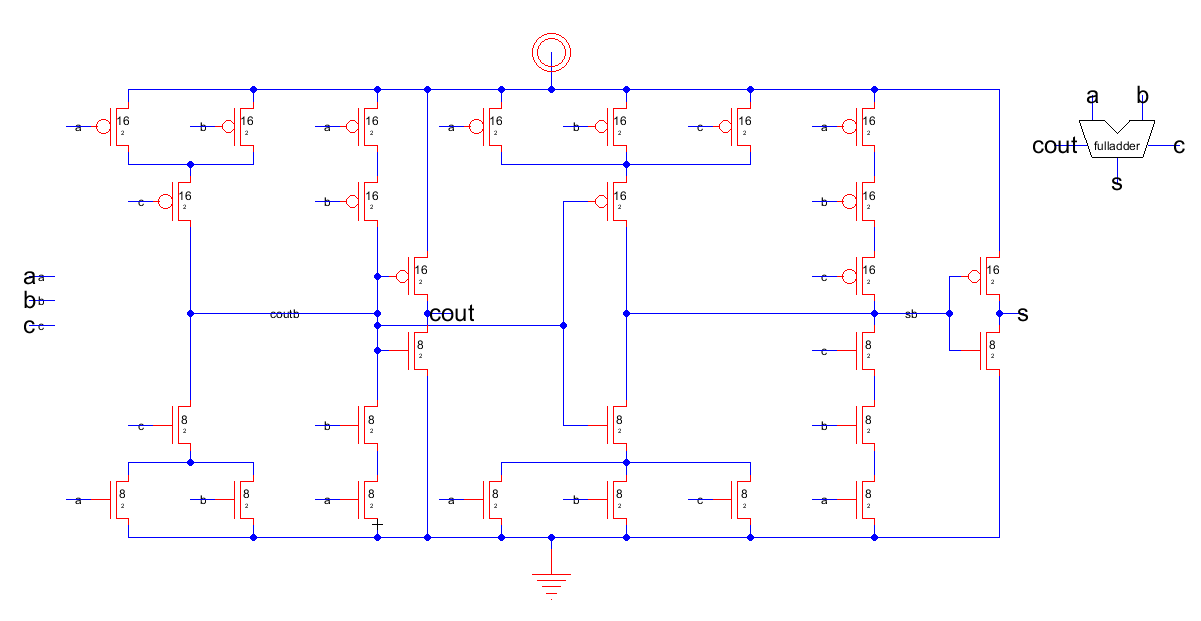 a b
16 2 16 2 16 2 16 2 16 2 16 2 16 2
a b a a b c a
cout fulladder c
s
16 2 16 2 16 2 16 2
c b b
a a
16 2 16 2 16 2
c
b b
coutb cout sb s
c c
8 2 8 2 8 2
c
8 2 8 2 8 2 8 2
c b b
8 2 8 2 8 2 8 2 8 2 8 2 8 2
a b a a b c a